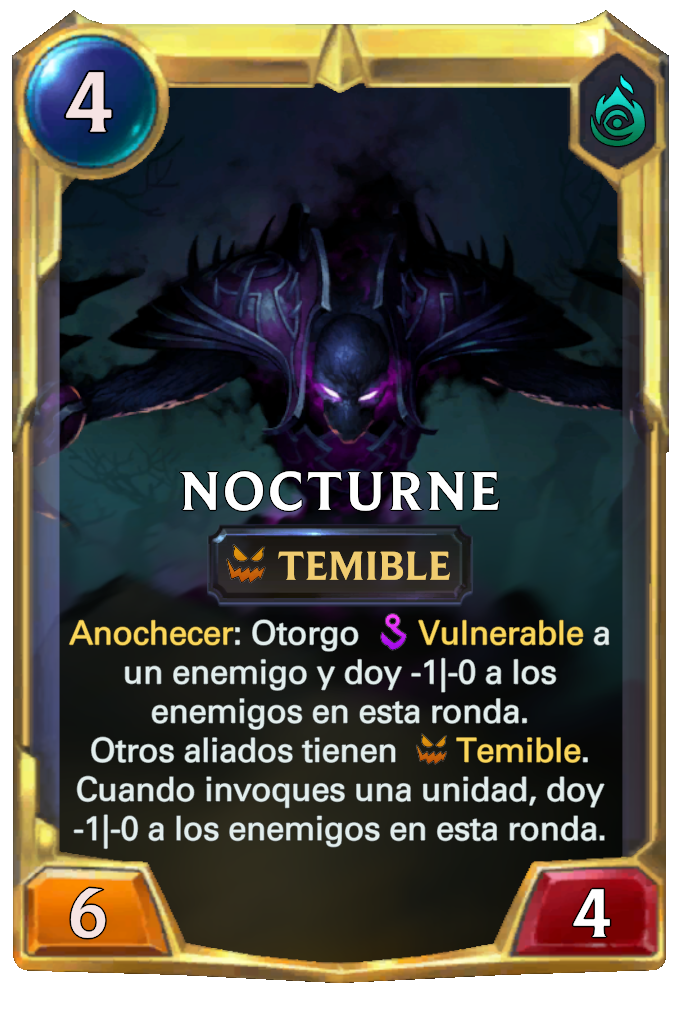 4
NOCTURNE
TEMIBLE
Anochecer: Otorgo Vulnerable a
un enemigo y doy -1|-0 a los
enemigos en esta ronda.
Otros aliados tienen Temible.
Cuando invoques una unidad, doy
-1|-0 a los enemigos en esta ronda.
6
4